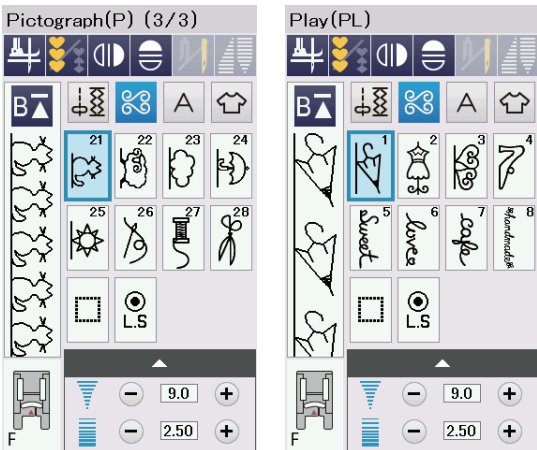 Pictograph(P) (3/3)
B
A
21
22
23
24
25
26
27
28
L.S
F
9.0
2.50
Play(PL)
B
A
1
2
3
4
5
Sweet
6
love
7
cafe
8
handmade
L.S
F
9.0
2.50